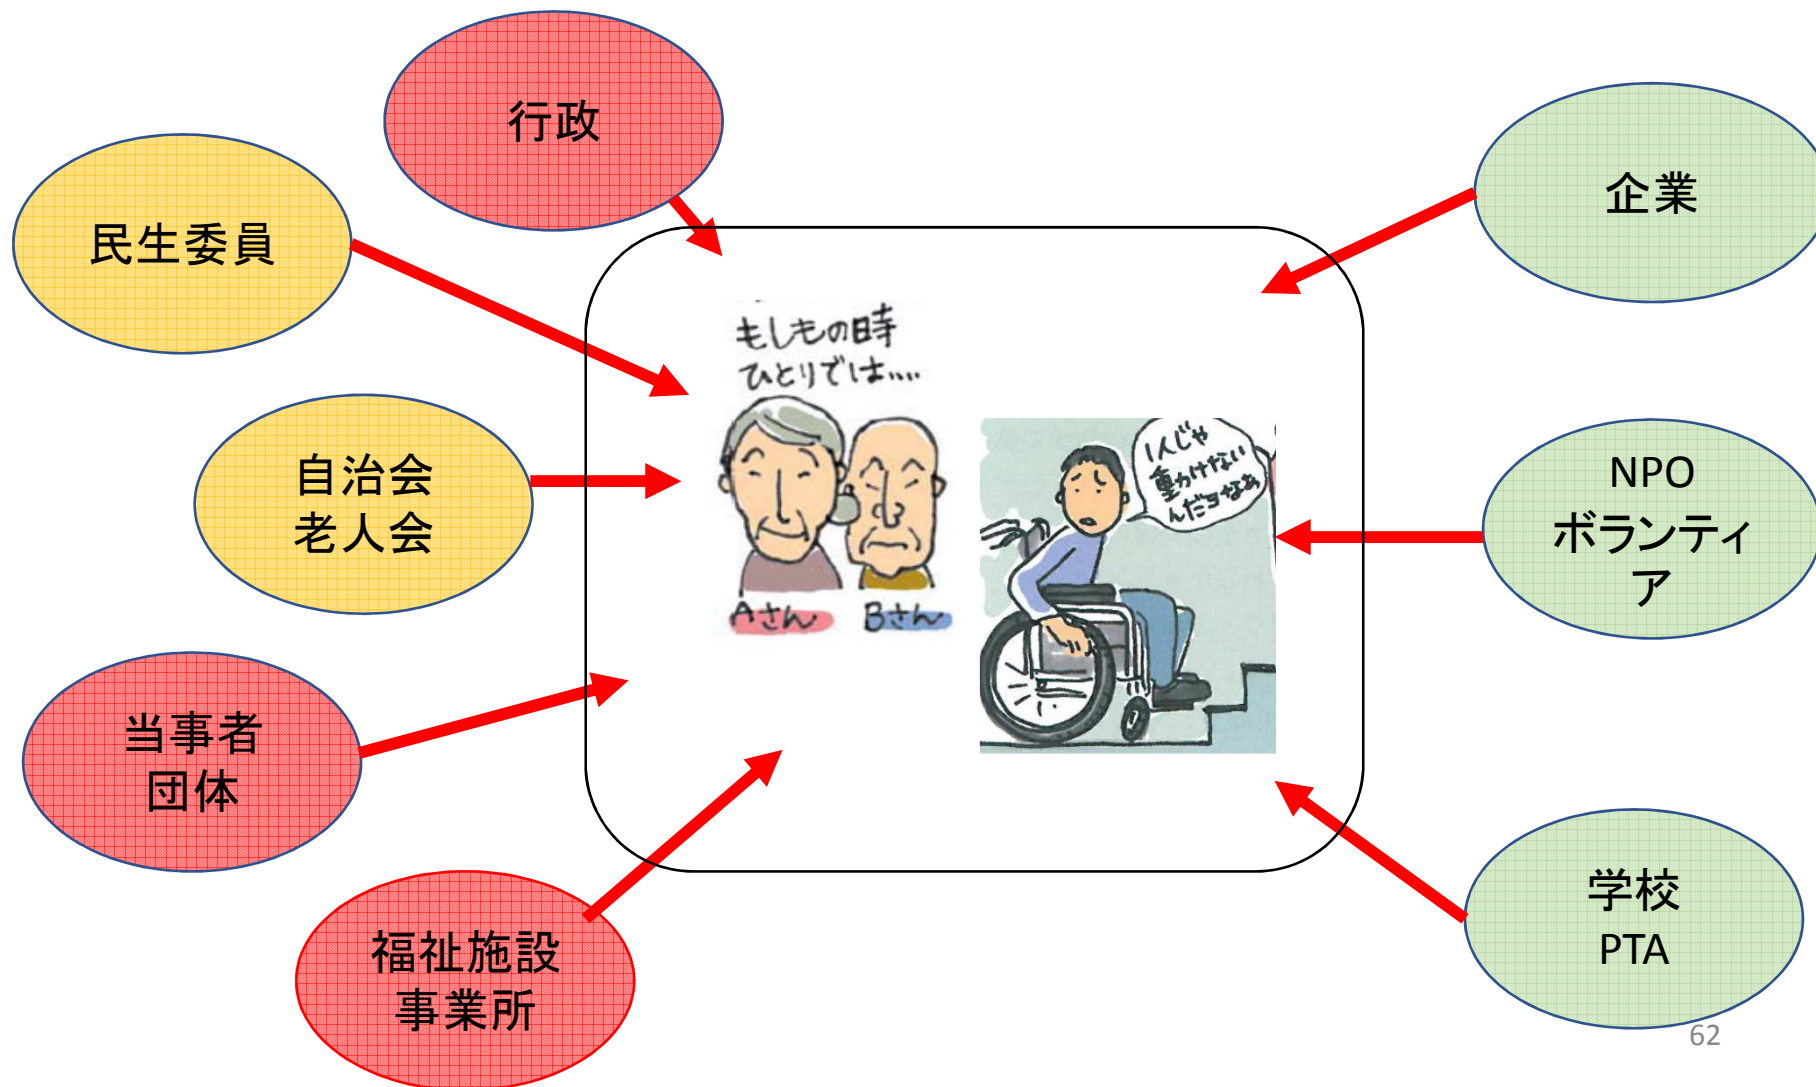 行政
企業
民生委員
もしもの時
ひとりでは....
自治会
老人会
1人じゃ
動けない
んだョなぁ
NPO
ボランティ
ア
Aさん
Bさん
当事者
団体
福祉施設
事業所
学校
PTA
62